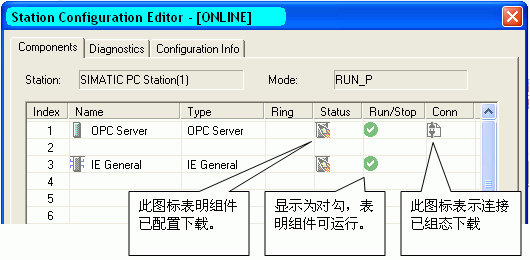 Station Configuration Editor - [ONLINE]
Components Diagnostics Configuration Info
Station: SIMATIC PC Station(1) Mode: RUN_P
Index Name Type Ring Status Run/Stop Conn
1 OPC Server OPC Server
2
3 IE General IE General
4
5
6
此图标表明组件
已配置下载。
显示为对勾，表
明组件可运行。
此图标表示连接
已组态下载